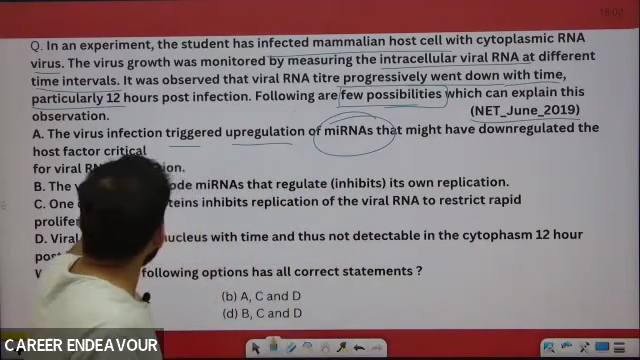 18:02
Q. In an experiment, the student has infected mammalian host cell with cytoplasmic RNA
virus. The virus growth was monitored by measuring the intracellular viral RNA at different
time intervals. It was observed that viral RNA titre progressively went down with time,
particularly 12 hours post infection. Following are few possibilities which can explain this
observation. (NET_June_2019)
A. The virus infection triggered upregulation of miRNAs that might have downregulated the
host factor critical
for viral
B. The ode miRNAs that regulate (inhibits) its own replication.
C. One teins inhibits replication of the viral RNA to restrict rapid
prolifer
D. Viral nucleus with time and thus not detectable in the cytophasm 12 hour
following options has all correct statements ?
(b) A, C and D
(d) B, C and D
CAREER ENDEAVOUR